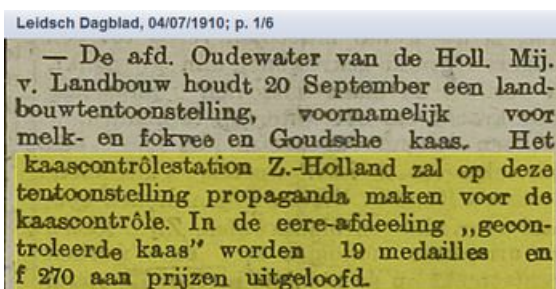 Leidsch Dagblad, 04/07/1910; p. 1/6
— De afd. Oudewater van de Holl. Mij.
v. Landbouw houdt 20 September een land-
bouwtentoonstelling, voornamelijk voor
melk- en fokvee en Goudsche kaas. Het
kaascontrôlestation Z.-Holland zal op deze
tentoonstelling propaganda maken voor de
kaascontrôle. In de eere-afdeeling „gecon-
troleerde kaas” worden 19 medailles en
f 270 aan prijzen uitgeloofd.